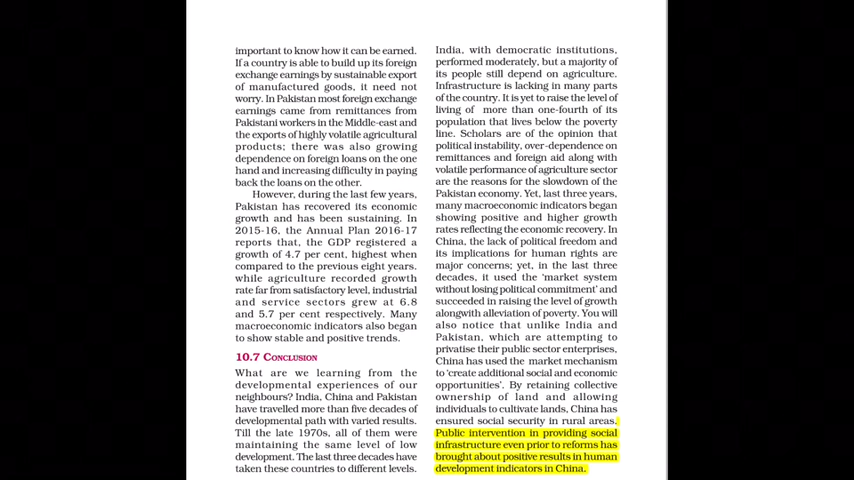 important to know how it can be earned.
If a country is able to build up its foreign
exchange earnings by sustainable export
of manufactured goods, it need not
worry. In Pakistan most foreign exchange
earnings came from remittances from
Pakistani workers in the Middle-east and
the exports of highly volatile agricultural
products; there was also growing
dependence on foreign loans on the one
hand and increasing difficulty in paying
back the loans on the other.
However, during the last few years,
Pakistan has recovered its economic
growth and has been sustaining. In
2015-16, the Annual Plan 2016-17
reports that, the GDP registered a
growth of 4.7 per cent, highest when
compared to the previous eight years.
while agriculture recorded growth
rate far from satisfactory level, industrial
and service sectors grew at 6.8
and 5.7 per cent respectively. Many
macroeconomic indicators also began
to show stable and positive trends.
10.7 CONCLUSION
What are we learning from the
developmental experiences of our
neighbours? India, China and Pakistan
have travelled more than five decades of
developmental path with varied results.
Till the late 1970s, all of them were
maintaining the same level of low
development. The last three decades have
taken these countries to different levels.
India, with democratic institutions,
performed moderately, but a majority of
its people still depend on agriculture.
Infrastructure is lacking in many parts
of the country. It is yet to raise the level of
living of more than one-fourth of its
population that lives below the poverty
line. Scholars are of the opinion that
political instability, over-dependence on
remittances and foreign aid along with
volatile performance of agriculture sector
are the reasons for the slowdown of the
Pakistan economy. Yet, last three years,
many macroeconomic indicators began
showing positive and higher growth
rates reflecting the economic recovery. In
China, the lack of political freedom and
its implications for human rights are
major concerns; yet, in the last three
decades, it used the ‘market system
without losing political commitment’ and
succeeded in raising the level of growth
alongwith alleviation of poverty. You will
also notice that unlike India and
Pakistan, which are attempting to
privatise their public sector enterprises,
China has used the market mechanism
to ‘create additional social and economic
opportunities’. By retaining collective
ownership of land and allowing
individuals to cultivate lands, China has
ensured social security in rural areas.
Public intervention in providing social
infrastructure even prior to reforms has
brought about positive results in human
development indicators in China.